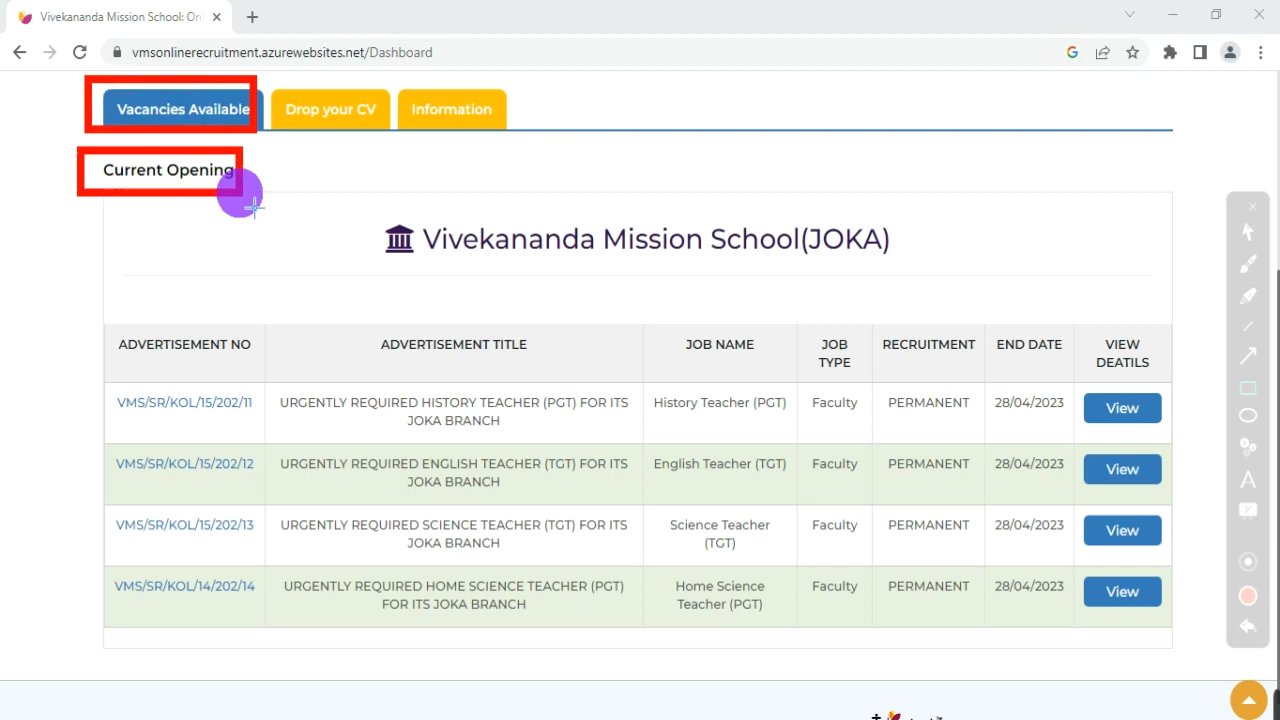 Vivekananda Mission School: Onl
vmsonlinerecruitment.azurewebsites.net/Dashboard
Vacancies Available
Drop your CV
Information
Current Opening
Vivekananda Mission School(JOKA)
ADVERTISEMENT NO
ADVERTISEMENT TITLE
JOB NAME
JOB
TYPE
RECRUITMENT
END DATE
VIEW
DEATILS
VMS/SR/KOL/15/202/11
URGENTLY REQUIRED HISTORY TEACHER (PGT) FOR ITS
JOKA BRANCH
History Teacher (PGT)
Faculty
PERMANENT
28/04/2023
View
VMS/SR/KOL/15/202/12
URGENTLY REQUIRED ENGLISH TEACHER (TGT) FOR ITS
JOKA BRANCH
English Teacher (TGT)
Faculty
PERMANENT
28/04/2023
View
VMS/SR/KOL/15/202/13
URGENTLY REQUIRED SCIENCE TEACHER (TGT) FOR ITS
JOKA BRANCH
Science Teacher
(TGT)
Faculty
PERMANENT
28/04/2023
View
VMS/SR/KOL/14/202/14
URGENTLY REQUIRED HOME SCIENCE TEACHER (PGT)
FOR ITS JOKA BRANCH
Home Science
Teacher (PGT)
Faculty
PERMANENT
28/04/2023
View